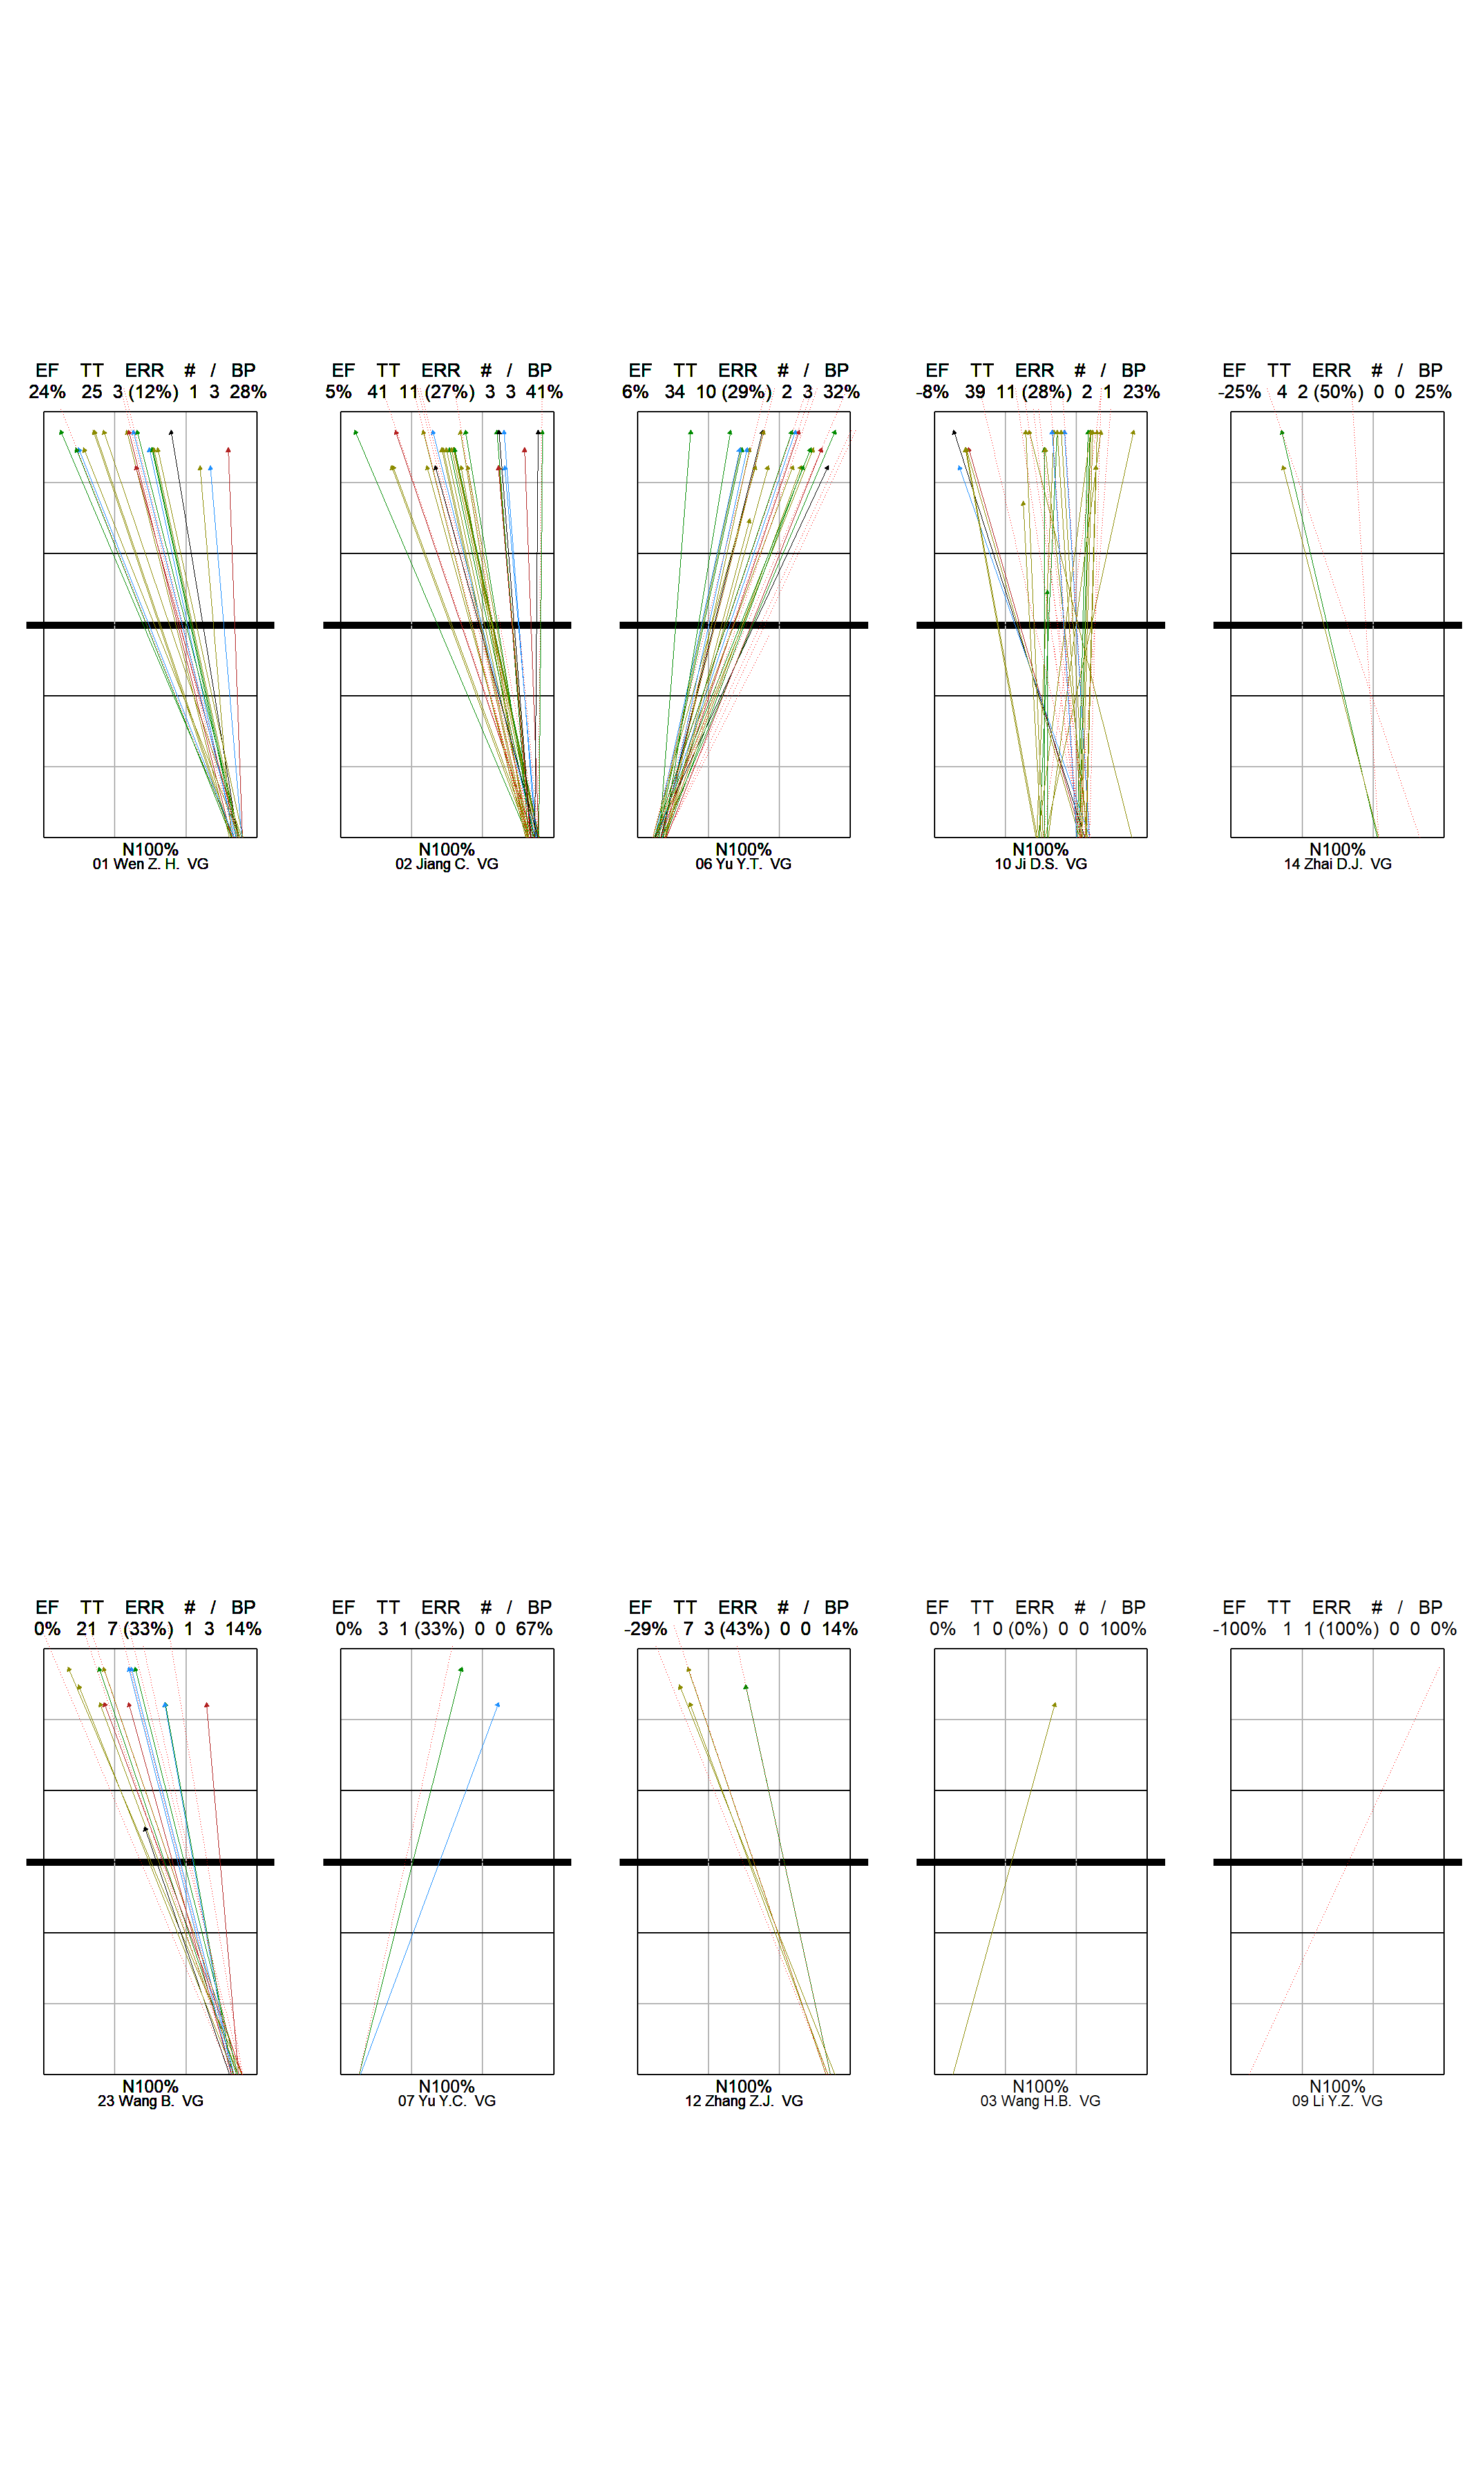 EF TT ERR # / BP
24% 25 3 (12%) 1 3 28%
N100%
01 Wen Z. H. VG
EF TT ERR # / BP
5% 41 11 (27%) 3 3 41%
N100%
02 Jiang C. VG
EF TT ERR # / BP
6% 34 10 (29%) 2 3 32%
N100%
06 Yu Y.T. VG
EF TT ERR # / BP
-8% 39 11 (28%) 2 1 23%
N100%
10 Ji D.S. VG
EF TT ERR # / BP
-25% 4 2 (50%) 0 0 25%
N100%
14 Zhai D.J. VG
EF TT ERR # / BP
0% 21 7 (33%) 1 3 14%
N100%
23 Wang B. VG
EF TT ERR # / BP
0% 3 1 (33%) 0 0 67%
N100%
07 Yu Y.C. VG
EF TT ERR # / BP
-29% 7 3 (43%) 0 0 14%
N100%
12 Zhang Z.J. VG
EF TT ERR # / BP
0% 1 0 (0%) 0 0 100%
N100%
03 Wang H.B. VG
EF TT ERR # / BP
-100% 1 1 (100%) 0 0 0%
N100%
09 Li Y.Z. VG